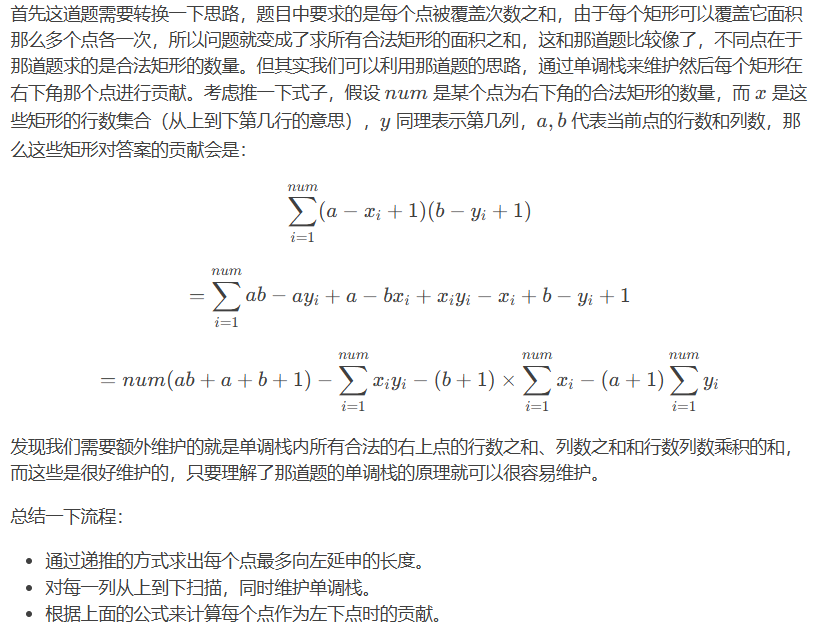 首先这道题需要转换一下思路，题目中要求的是每个点被覆盖次数之和，由于每个矩形可以覆盖它面积
那么多个点各一次，所以问题就变成了求所有合法矩形的面积之和，这和那道题比较像了，不同点在于
那道题求的是合法矩形的数量。但其实我们可以利用那道题的思路，通过单调栈来维护然后每个矩形在
右下角那个点进行贡献。考虑推一下式子，假设 num 是某个点为右下角的合法矩形的数量，而 x 是这
些矩形的行数集合（从上到下第几行的意思），y 同理表示第几列，a, b 代表当前点的行数和列数，那
么这些矩形对答案的贡献会是：
\sum_{i=1}^{num}(a - x_i + 1)(b - y_i + 1)
= \sum_{i=1}^{num} ab - ay_i + a - bx_i + x_iy_i - x_i + b - y_i + 1
= num(ab + a + b + 1) - \sum_{i=1}^{num} x_iy_i - (b + 1) \times \sum_{i=1}^{num} x_i - (a + 1) \sum_{i=1}^{num} y_i
发现我们需要额外维护的就是单调栈内所有合法的右上点的行数之和、列数之和和行数列数乘积的和，
而这些是很好维护的，只要理解了那道题的单调栈的原理就可以很容易维护。
总结一下流程：
• 通过递推的方式求出每个点最多向左延申的长度。
• 对每一列从上到下扫描，同时维护单调栈。
• 根据上面的公式来计算每个点作为左下点时的贡献。